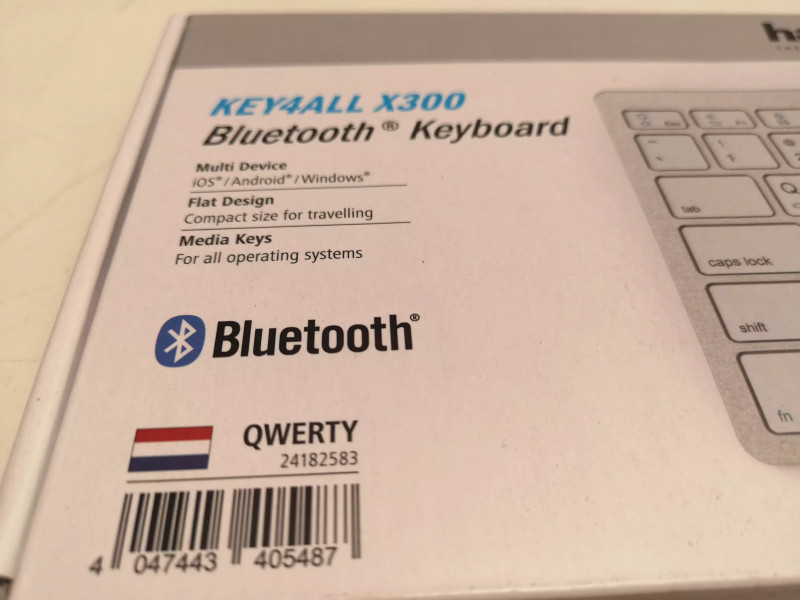 KEY4ALL X300
Bluetooth® Keyboard
Multi Device
iOS®/Android®/Windows®
Flat Design
Compact size for travelling
Media Keys
For all operating systems
Bluetooth®
QWERTY
24182583
4 047443 405487
tab
Q
caps lock
shift
fn